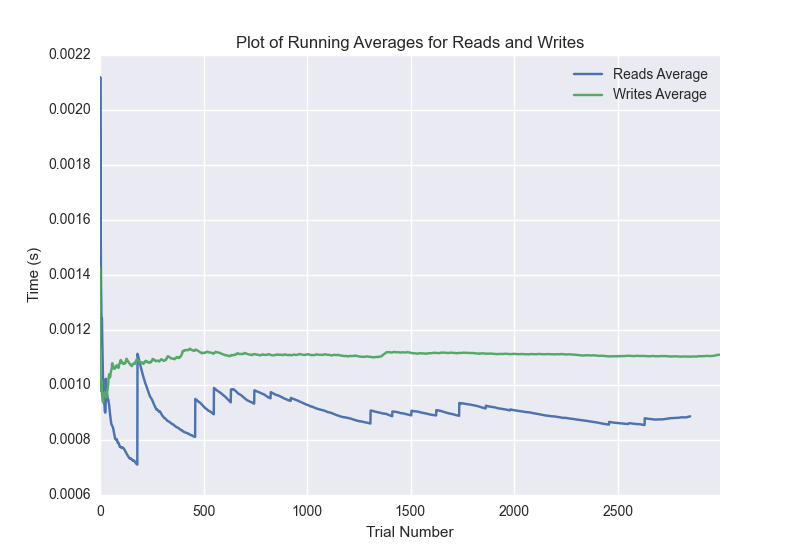 Plot of Running Averages for Reads and Writes
0.0022
0.0020
0.0018
0.0016
0.0014
0.0012
0.0010
0.0008
0.0006
Time (s)
Reads Average
Writes Average
0 500 1000 1500 2000 2500
Trial Number